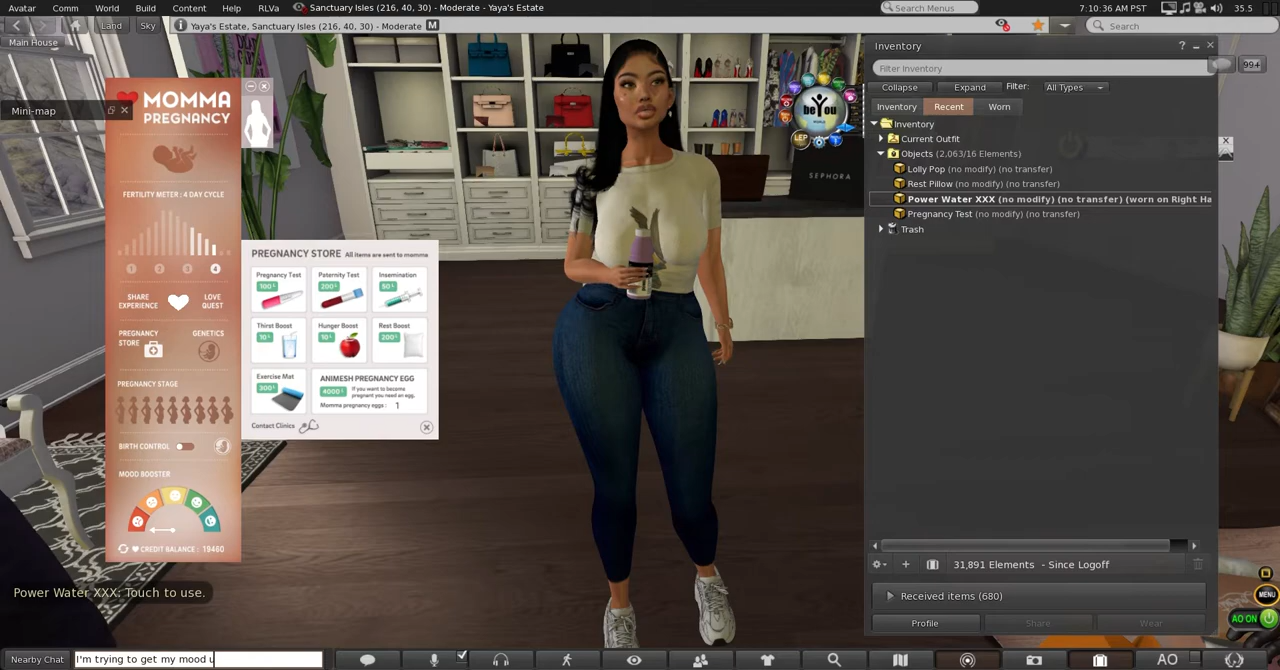 Avatar Comm World Build Content Help RLVa Sanctuary Isles (216, 40, 30) - Moderate - Yaya's Estate Search Menus 7:10:36 AM PST 35.5
Land Sky Yaya's Estate, Sanctuary Isles (216, 40, 30) - Moderate M Search
Main House
Mini-map
MOMMA
PREGNANCY
FERTILITY METER : 4 DAY CYCLE
1 2 3 4
SHARE EXPERIENCE LOVE QUEST
PREGNANCY STORE GENETICS
PREGNANCY STAGE
BIRTH CONTROL
MOOD BOOSTER
CREDIT BALANCE : 19460
PREGNANCY STORE All items are sent to momma
Pregnancy Test Paternity Test Insemination
100 L 200 L 50 L
Thirst Boost Hunger Boost Rest Boost
10 L 10 L 200 L
Exercise Mat ANIMESH PREGNANCY EGG
300 L 4000 L If you want to become pregnant you need an egg.
Momma pregnancy eggs : 1
Contact Clinics
be YOu
WORLD
LEP
SEPHORA
Inventory ?
Filter Inventory
99+
Collapse Expand Filter: All Types
Inventory Recent Worn
Inventory
Current Outfit
Objects (2,063/16 Elements)
Lolly Pop (no modify) (no transfer)
Rest Pillow (no modify) (no transfer)
Power Water XXX (no modify) (no transfer) (worn on Right Ha
Pregnancy Test (no modify) (no transfer)
Trash
31,891 Elements - Since Logoff
Received items (680)
Profile Share Wear
MENU
AO ON
Power Water XXX: Touch to use.
Nearby Chat I'm trying to get my mood u
AO